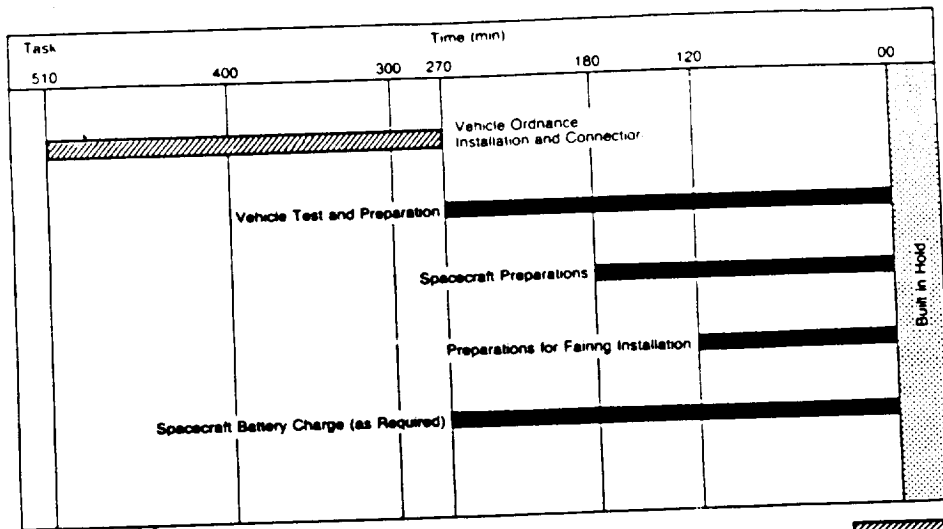 Task
Time (min)
510 400 300 270 180 120 00
Vehicle Ordnance
Installation and Connection
Vehicle Test and Preparation
Spacecraft Preparations
Preparations for Fairing Installation
Spacecraft Battery Charge (as Required)
Built in Hold